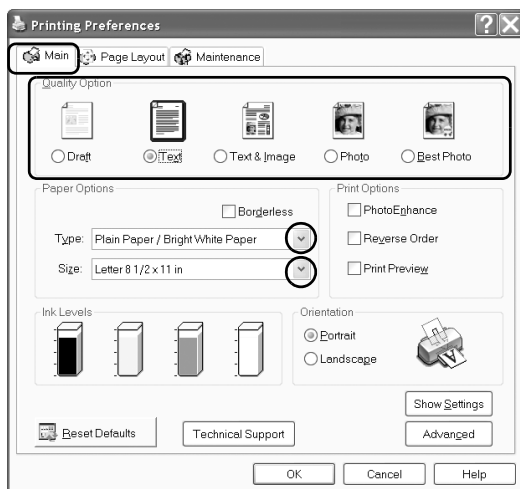 Printing Preferences
Main Page Layout Maintenance
Quality Option
Draft Text Text & Image Photo Best Photo
Paper Options
Borderless
Type: Plain Paper / Bright White Paper
Size: Letter 8 1/2 x 11 in
Print Options
PhotoEnhance
Reverse Order
Print Preview
Ink Levels
Orientation
Portrait
Landscape
Show Settings
Reset Defaults Technical Support Advanced
OK Cancel Help